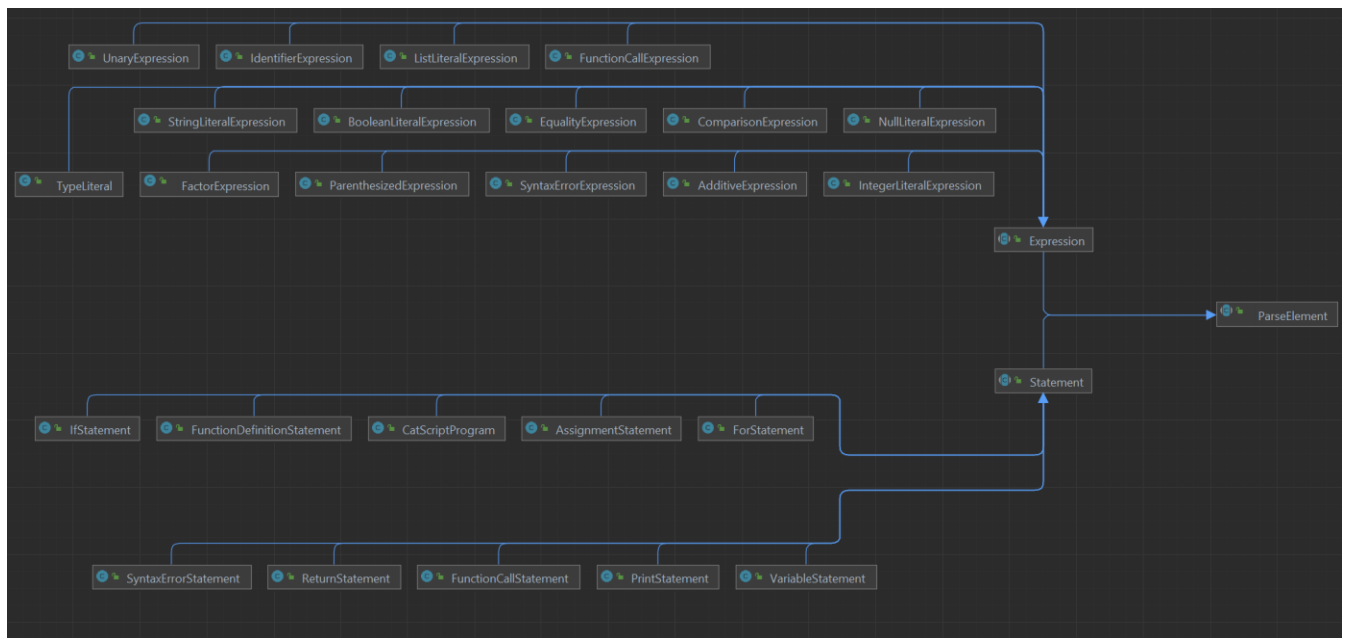 UnaryExpression IdentifierExpression ListLiteralExpression FunctionCallExpression
StringLiteralExpression BooleanLiteralExpression EqualityExpression ComparisonExpression NullLiteralExpression
TypeLiteral FactorExpression ParenthesizedExpression SyntaxErrorExpression AdditiveExpression IntegerLiteralExpression
Expression
ParseElement
Statement
IfStatement FunctionDefinitionStatement CatScriptProgram AssignmentStatement ForStatement
SyntaxErrorStatement ReturnStatement FunctionCallStatement PrintStatement VariableStatement